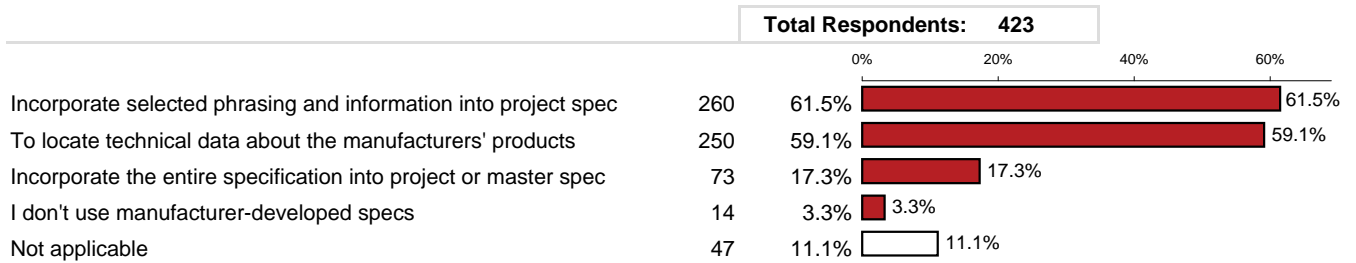 Total Respondents: 423
0% 20% 40% 60%
Incorporate selected phrasing and information into project spec 260 61.5% 61.5%
To locate technical data about the manufacturers' products 250 59.1% 59.1%
Incorporate the entire specification into project or master spec 73 17.3% 17.3%
I don't use manufacturer-developed specs 14 3.3% 3.3%
Not applicable 47 11.1% 11.1%